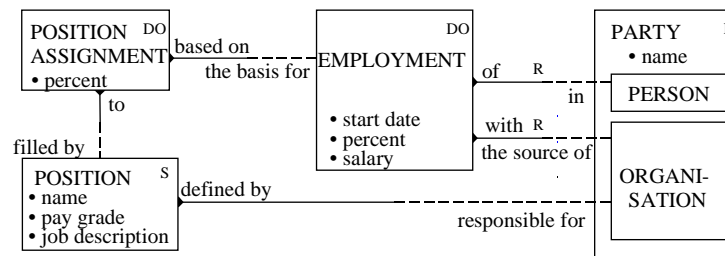 POSITION DO
ASSIGNMENT
• percent
based on
the basis for
DO
EMPLOYMENT
• start date
• percent
• salary
of R
in
with R
the source of
PARTY
• name
PERSON
ORGANI-
SATION
to
filled by
POSITION S
• name
• pay grade
• job description
defined by
responsible for